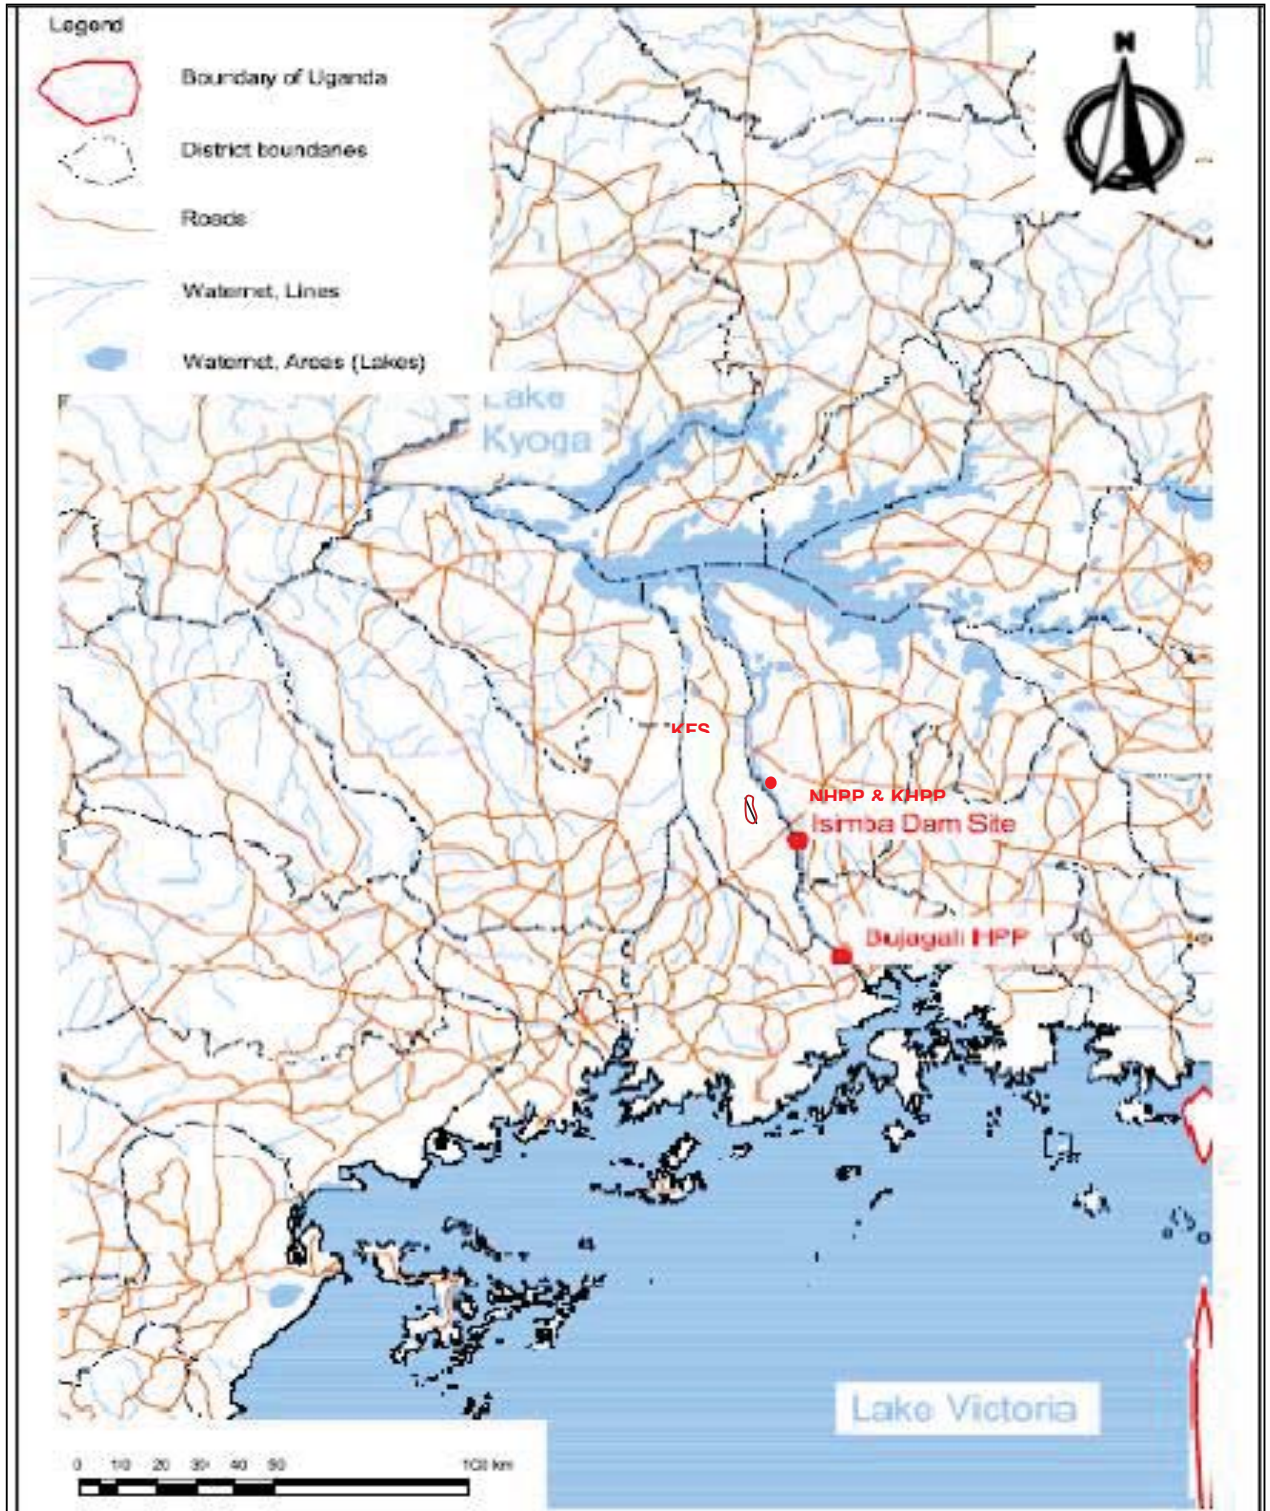 Legend
Boundary of Uganda
District boundaries
Roads
Waternet, Lines
Waternet, Areas (Lakes)
N
Lake
Kyoga
KFS
NHPP & KHPP
Isimba Dam Site
Bujagali HPP
Lake Victoria
0 10 20 30 40 50 100 km